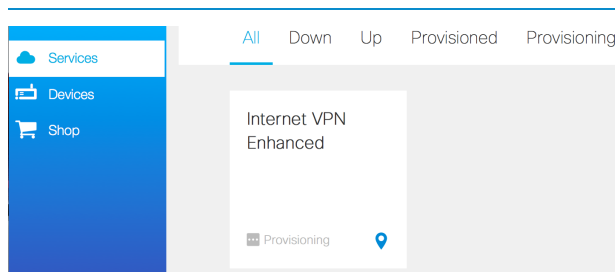 All Down Up Provisioned Provisioning
Services
Devices
Shop
Internet VPN
Enhanced
Provisioning